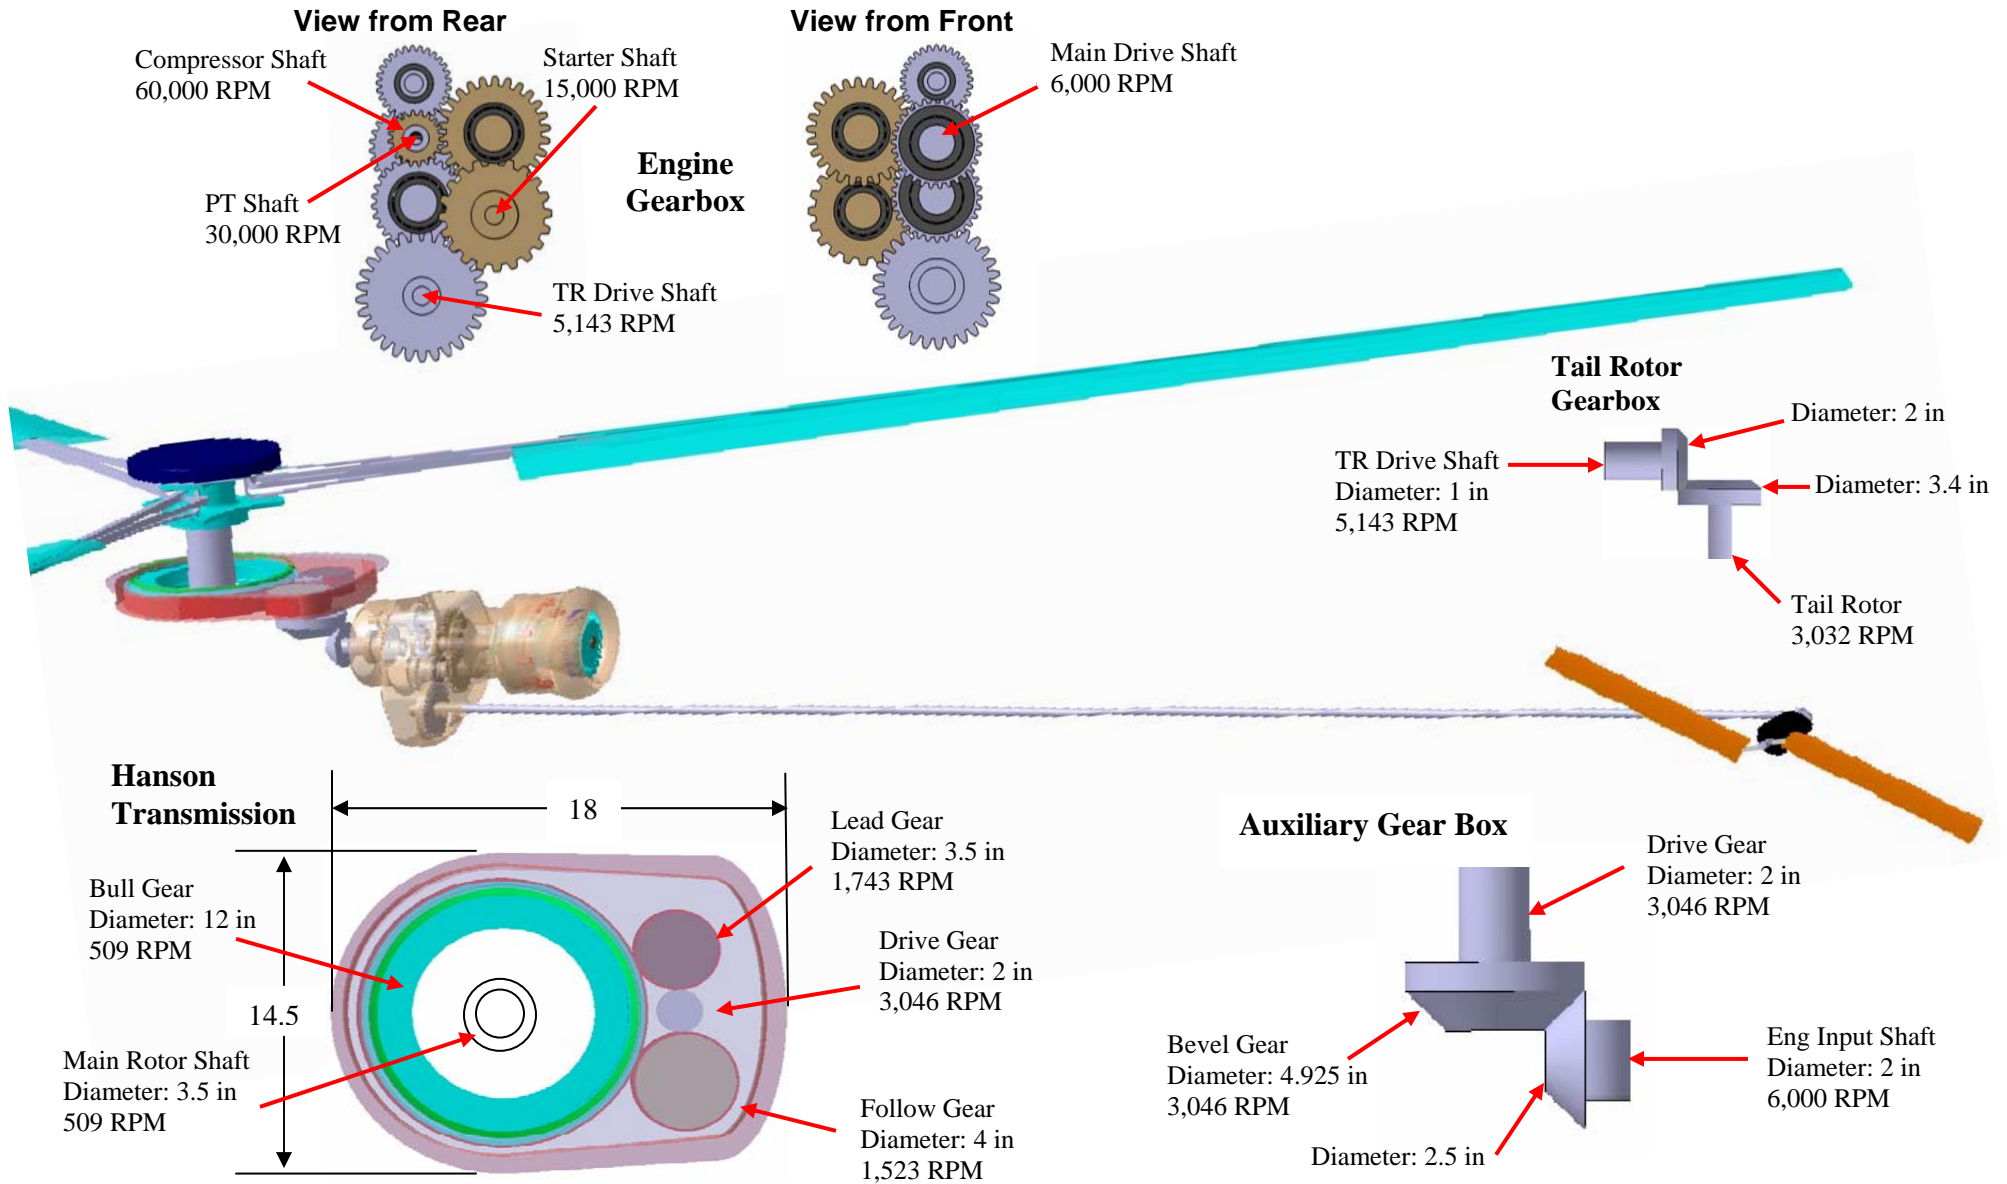 View from Rear
View from Front
Compressor Shaft
60,000 RPM
Starter Shaft
15,000 RPM
Main Drive Shaft
6,000 RPM
Engine
Gearbox
PT Shaft
30,000 RPM
TR Drive Shaft
5,143 RPM
Tail Rotor
Gearbox
Diameter: 2 in
TR Drive Shaft
Diameter: 1 in
5,143 RPM
Diameter: 3.4 in
Tail Rotor
3,032 RPM
Hanson
Transmission
18
14.5
Lead Gear
Diameter: 3.5 in
1,743 RPM
Bull Gear
Diameter: 12 in
509 RPM
Drive Gear
Diameter: 2 in
3,046 RPM
Main Rotor Shaft
Diameter: 3.5 in
509 RPM
Follow Gear
Diameter: 4 in
1,523 RPM
Auxiliary Gear Box
Drive Gear
Diameter: 2 in
3,046 RPM
Bevel Gear
Diameter: 4.925 in
3,046 RPM
Eng Input Shaft
Diameter: 2 in
6,000 RPM
Diameter: 2.5 in